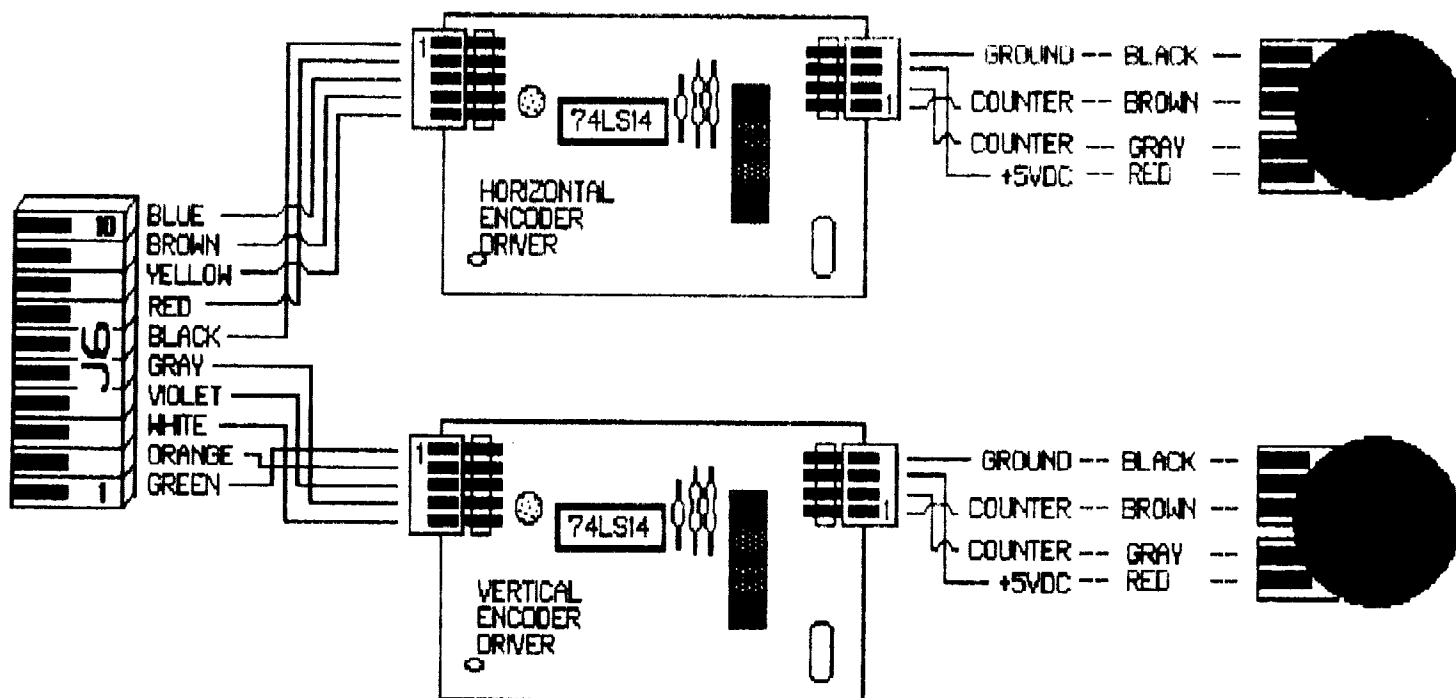 10
J6
1
BLUE
BROWN
YELLOW
RED
BLACK
GRAY
VIOLET
WHITE
ORANGE
GREEN
1
74LS14
HORIZONTAL
ENCODER
DRIVER
1
GROUND -- BLACK --
COUNTER -- BROWN --
COUNTER -- GRAY --
+5VDC -- RED --
1
74LS14
VERTICAL
ENCODER
DRIVER
1
GROUND -- BLACK --
COUNTER -- BROWN --
COUNTER -- GRAY --
+5VDC -- RED --